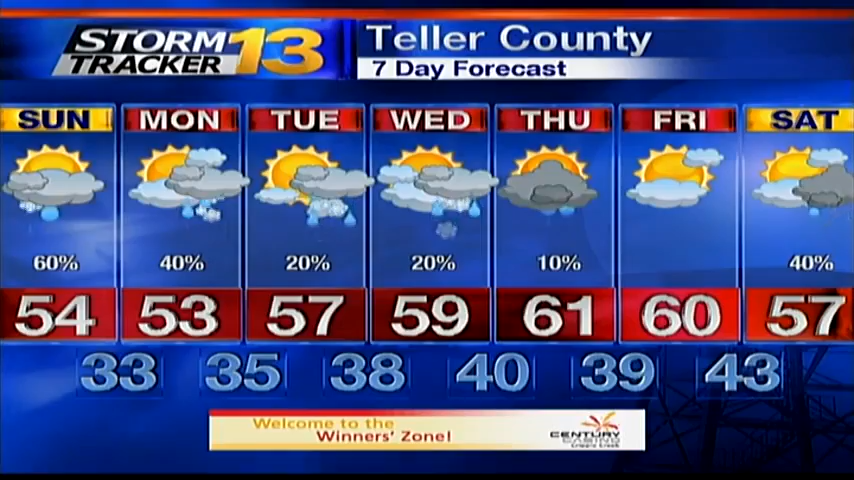 STORM TRACKER 13
Teller County
7 Day Forecast
SUN MON TUE WED THU FRI SAT
60% 40% 20% 20% 10% 40%
54 53 57 59 61 60 57
33 35 38 40 39 43
Welcome to the
Winners' Zone!
CENTURY
CASINO
Cripple Creek